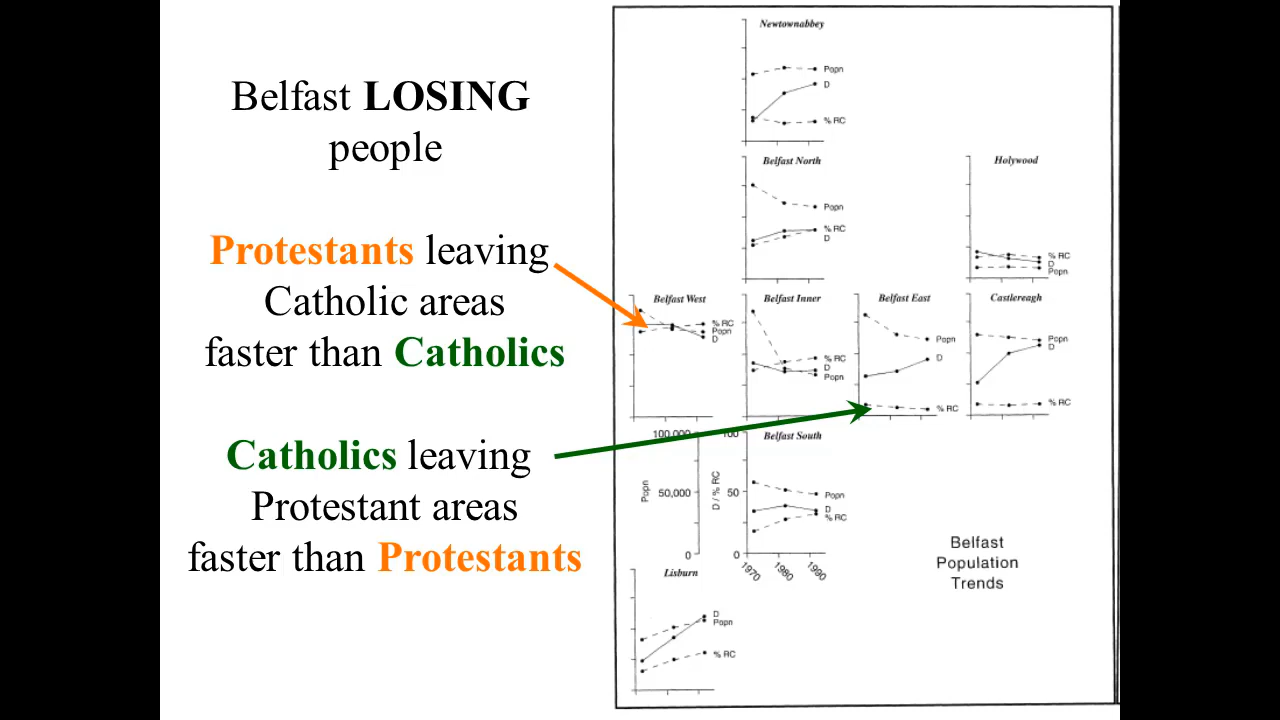 Belfast LOSING
people
Protestants leaving
Catholic areas
faster than Catholics
Catholics leaving
Protestant areas
faster than Protestants
Newtownabbey
Popn
D
% RC
Belfast North
Popn
% RC
D
Holywood
% RC
D
Popn
Belfast West
% RC
Popn
D
Belfast Inner
% RC
D
Popn
Belfast East
Popn
D
% RC
Castlereagh
Popn
D
% RC
100,000
50,000
0
Popn
100
50
0
D / % RC
Belfast South
Popn
D
% RC
1970
1980
1990
Lisburn
D
Popn
% RC
Belfast
Population
Trends